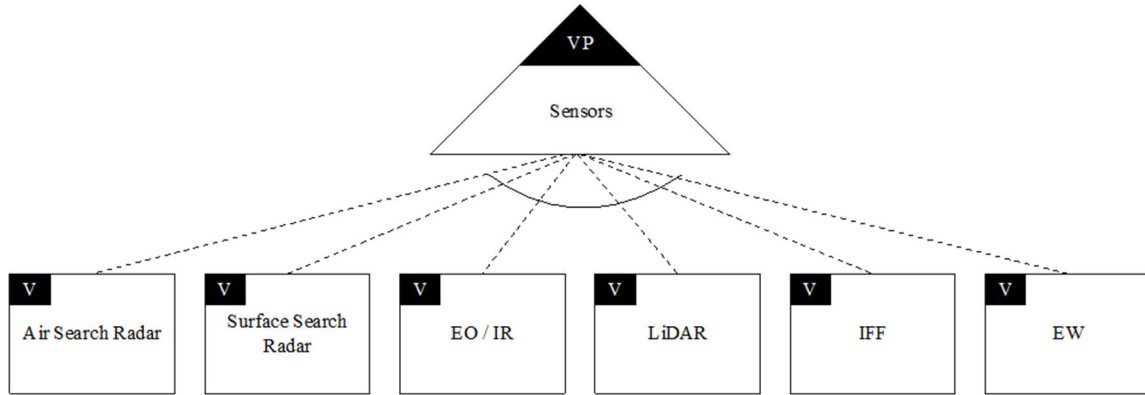 VP
Sensors
V
V
V
V
V
V
Air Search Radar
Surface Search
Radar
EO / IR
LiDAR
IFF
EW